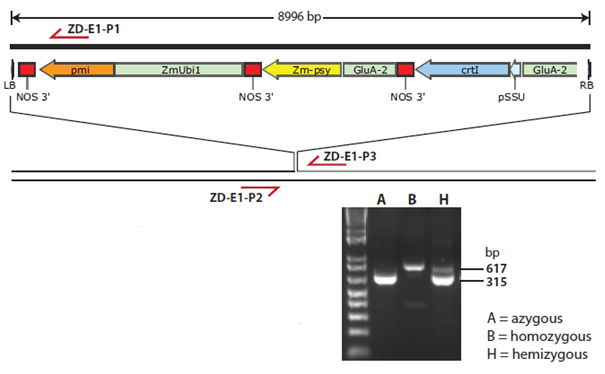 8996 bp
ZD-E1-P1
pmi
ZmUbi1
Zm-psy
GluA-2
crtI
GluA-2
LB
NOS 3'
NOS 3'
NOS 3'
pSSU
RB
ZD-E1-P3
ZD-E1-P2
A B H
bp
617
315
A = azygous
B = homozygous
H = hemizygous